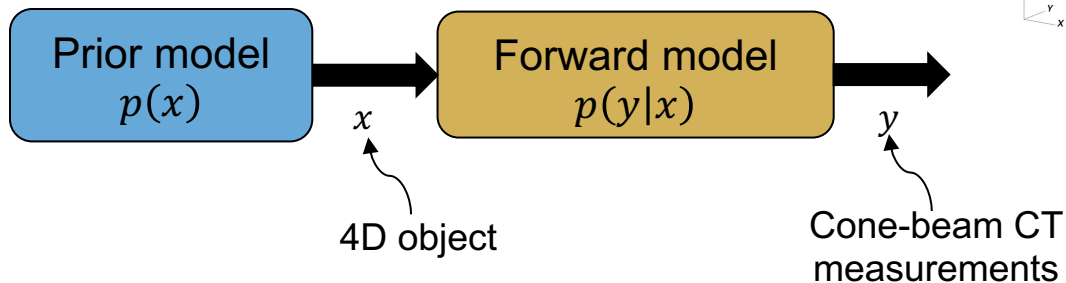 Y
X
Prior model
p(x)
Forward model
p(y|x)
x
y
4D object
Cone-beam CT
measurements